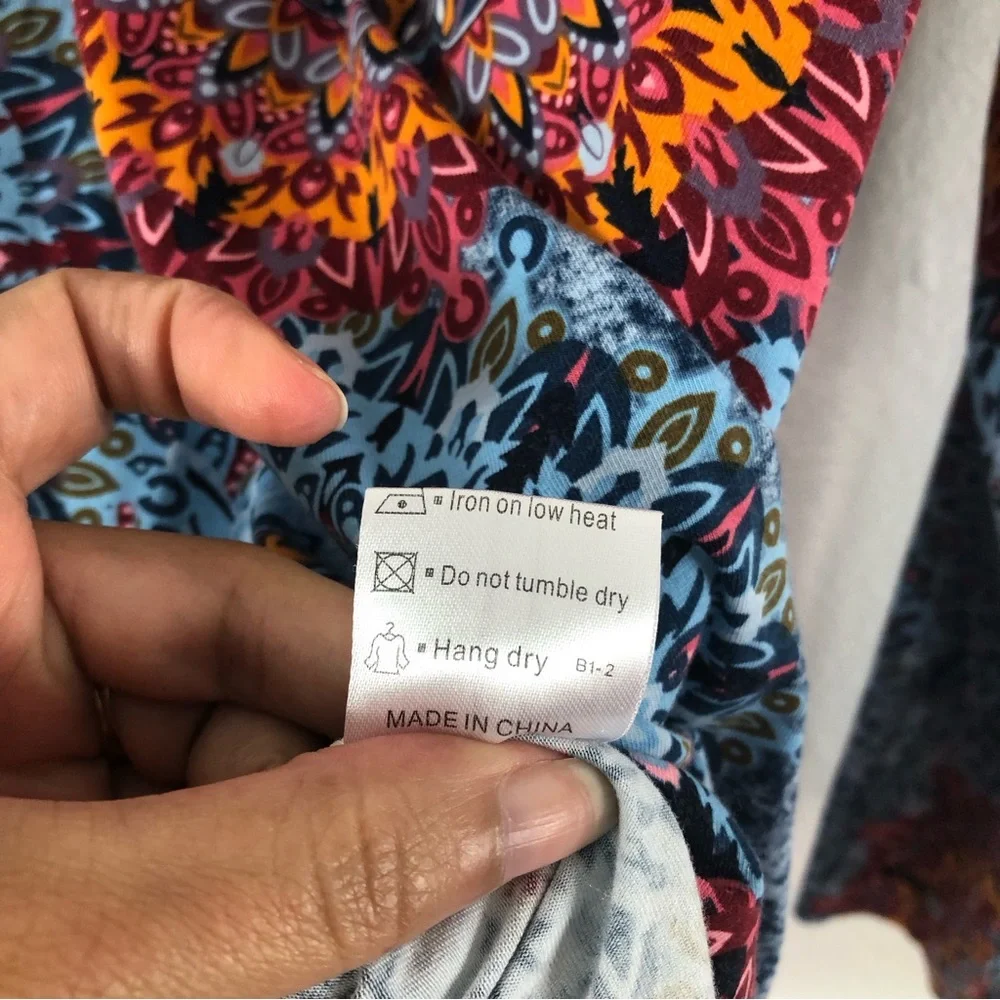 Iron on low heat
Do not tumble dry
Hang dry B1-2
MADE IN CHINA